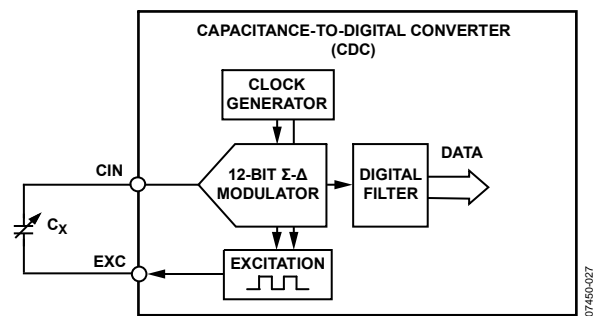 CAPACITANCE-TO-DIGITAL CONVERTER
(CDC)
CLOCK
GENERATOR
CIN
12-BIT Σ-Δ
MODULATOR
DIGITAL
FILTER
DATA
CX
EXC
EXCITATION
07450-027